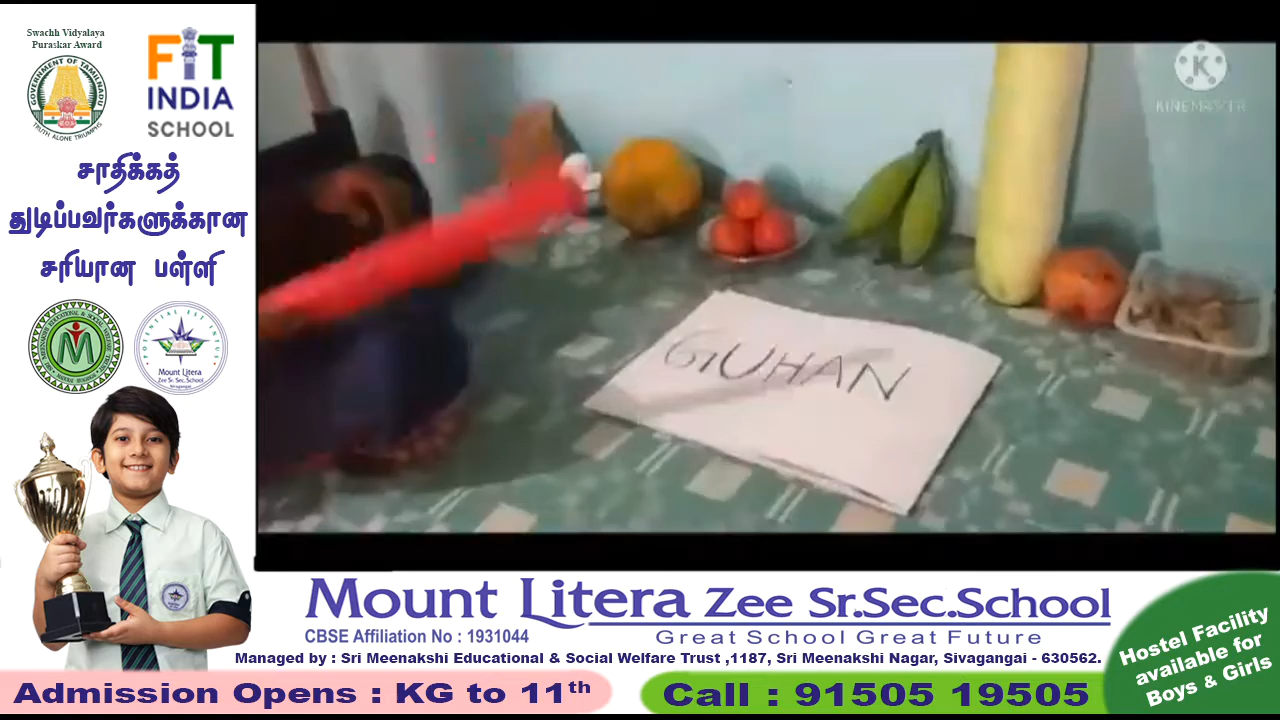 Swachh Vidyalaya
Puraskar Award
GOVERNMENT OF TAMILNADU
TRUTH ALONE TRIUMPHS
FIT
INDIA
SCHOOL
சாதிக்கத்
துடிப்பவர்களுக்கான
சரியான பள்ளி
M
Mount Litera
Zee Sr. Sec. School
KINEMASTER
GUHAN
Mount Litera Zee Sr.Sec.School
CBSE Affiliation No : 1931044
Great School Great Future
Managed by : Sri Meenakshi Educational & Social Welfare Trust ,1187, Sri Meenakshi Nagar, Sivagangai - 630562.
Admission Opens : KG to 11th
Call : 91505 19505
Hostel Facility
available for
Boys & Girls